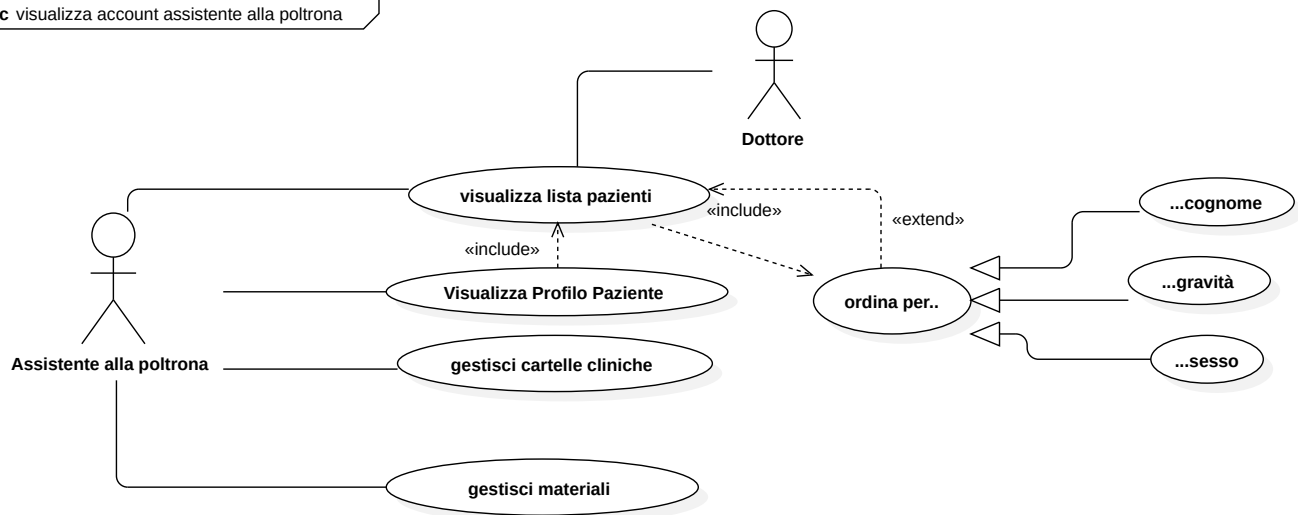 c visualizza account assistente alla poltrona
Dottore
visualizza lista pazienti
«include»
«extend»
...cognome
«include»
Visualizza Profilo Paziente
ordina per..
...gravità
Assistente alla poltrona
gestisci cartelle cliniche
...sesso
gestisci materiali